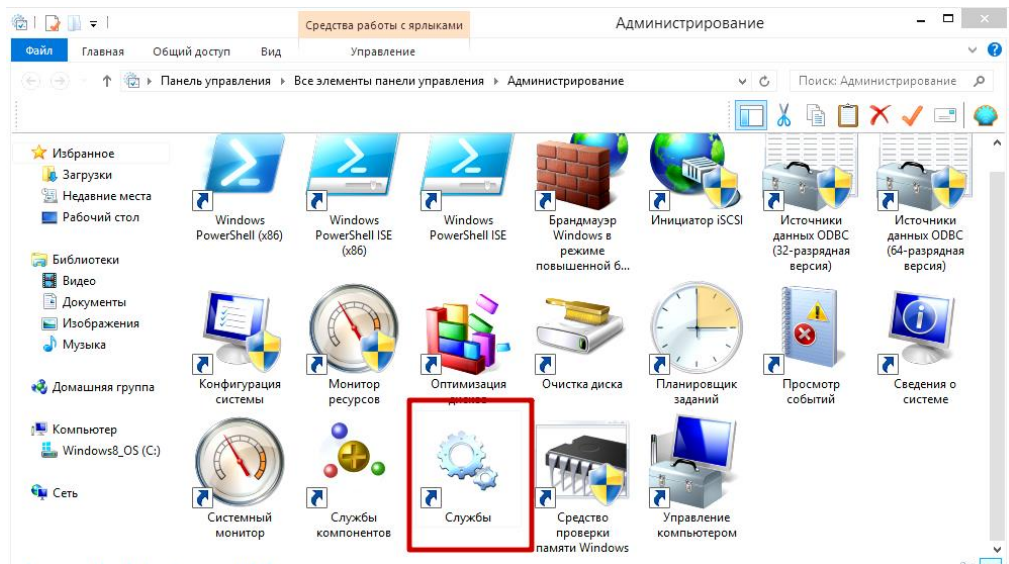 Средства работы с ярлыками
Администрирование
Файл
Главная
Общий доступ
Вид
Управление
Панель управления
Все элементы панели управления
Администрирование
Поиск: Администрирование
Избранное
Загрузки
Недавние места
Рабочий стол
Библиотеки
Видео
Документы
Изображения
Музыка
Домашняя группа
Компьютер
Windows8_OS (C:)
Сеть
Windows
PowerShell (x86)
Windows
PowerShell ISE
(x86)
Windows
PowerShell ISE
Брандмауэр
Windows в
режиме
повышенной б...
Инициатор iSCSI
Источники
данных ODBC
(32-разрядная
версия)
Источники
данных ODBC
(64-разрядная
версия)
Конфигурация
системы
Монитор
ресурсов
Оптимизация
дисков
Очистка диска
Планировщик
заданий
Просмотр
событий
Сведения о
системе
Системный
монитор
Службы
компонентов
Службы
Средство
проверки
памяти Windows
Управление
компьютером